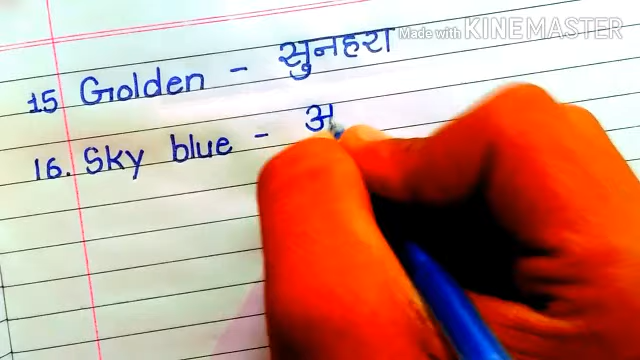 Made with KINEMASTER
15 Golden - सुनहरा
16. Sky blue - अ